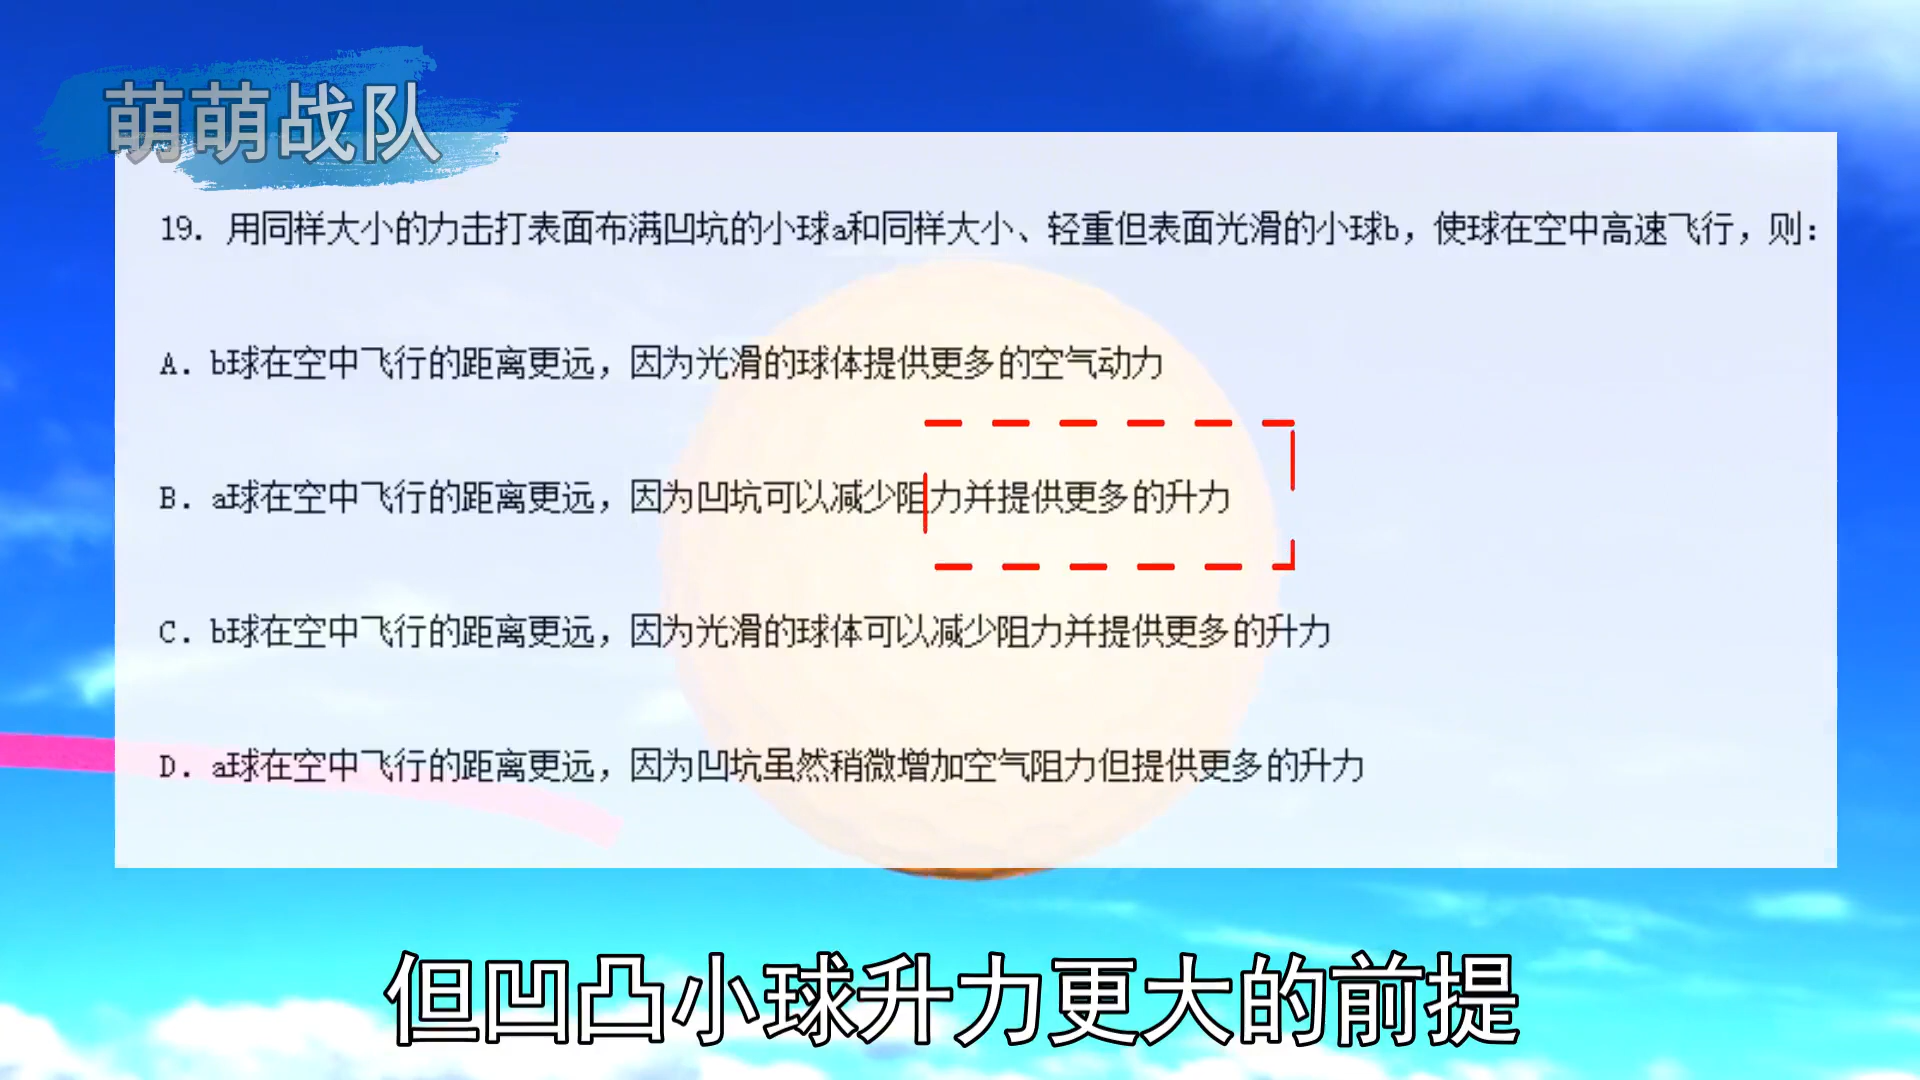 萌萌战队
19. 用同样大小的力击打表面布满凹坑的小球a和同样大小、轻重但表面光滑的小球b，使球在空中高速飞行，则：
A. b球在空中飞行的距离更远，因为光滑的球体提供更多的空气动力
B. a球在空中飞行的距离更远，因为凹坑可以减少阻力并提供更多的升力
C. b球在空中飞行的距离更远，因为光滑的球体可以减少阻力并提供更多的升力
D. a球在空中飞行的距离更远，因为凹坑虽然稍微增加空气阻力但提供更多的升力
但凹凸小球升力更大的前提